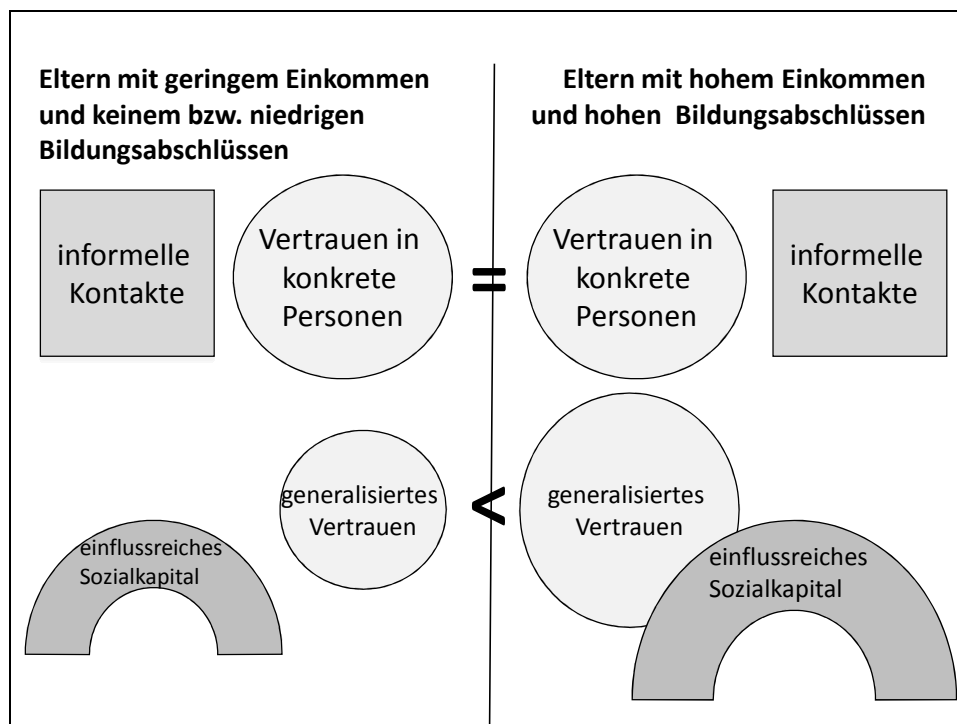 Eltern mit geringem Einkommen
und keinem bzw. niedrigen
Bildungsabschlüssen
Eltern mit hohem Einkommen
und hohen Bildungsabschlüssen
informelle
Kontakte
Vertrauen in
konkrete
Personen
=
Vertrauen in
konkrete
Personen
informelle
Kontakte
generalisiertes
Vertrauen
<
generalisiertes
Vertrauen
einflussreiches
Sozialkapital
einflussreiches
Sozialkapital